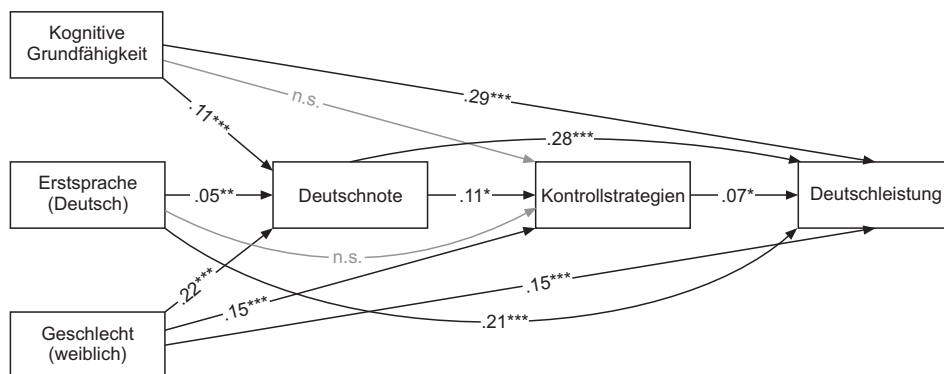 Kognitive
Grundfähigkeit
n.s.
.29***
.11***
.28***
Erstsprache
(Deutsch)
.05**
Deutschnote
.11*
Kontrollstrategien
.07*
Deutschleistung
n.s.
.22***
.15***
.15***
.21***
Geschlecht
(weiblich)